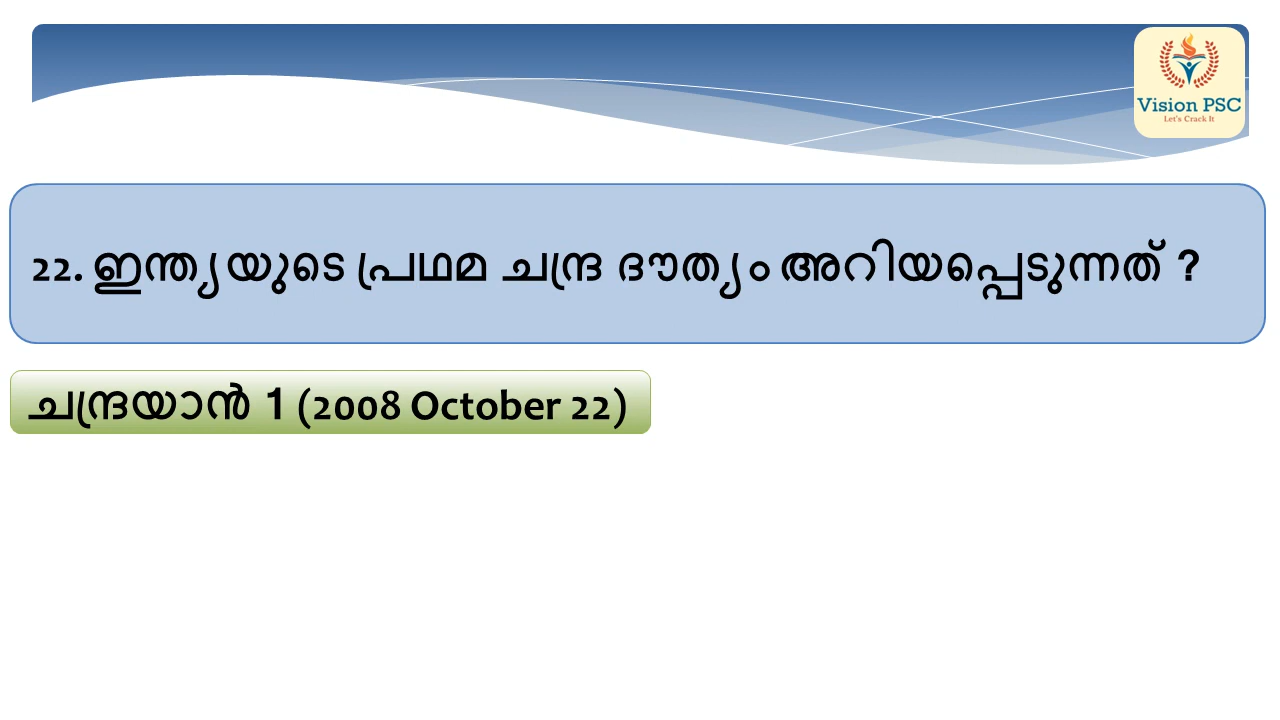 Vision PSC
Let's Crack It
22. ഇന്ത്യയുടെ പ്രഥമ ചന്ദ്ര ദൗത്യം അറിയപ്പെടുന്നത് ?
ചന്ദ്രയാൻ 1 (2008 October 22)